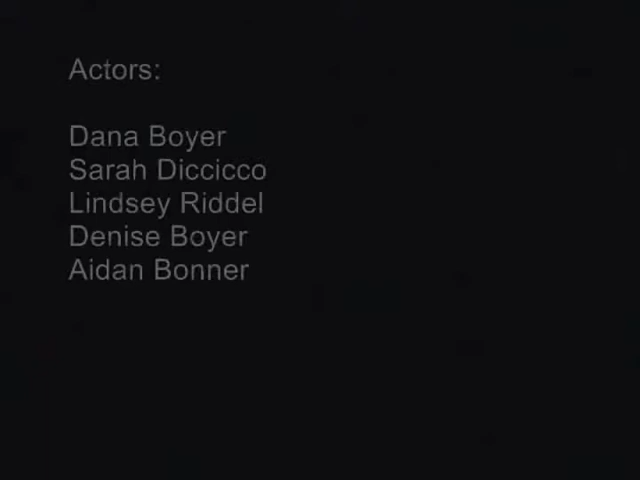 Actors:
Dana Boyer
Sarah Diccicco
Lindsey Riddel
Denise Boyer
Aidan Bonner